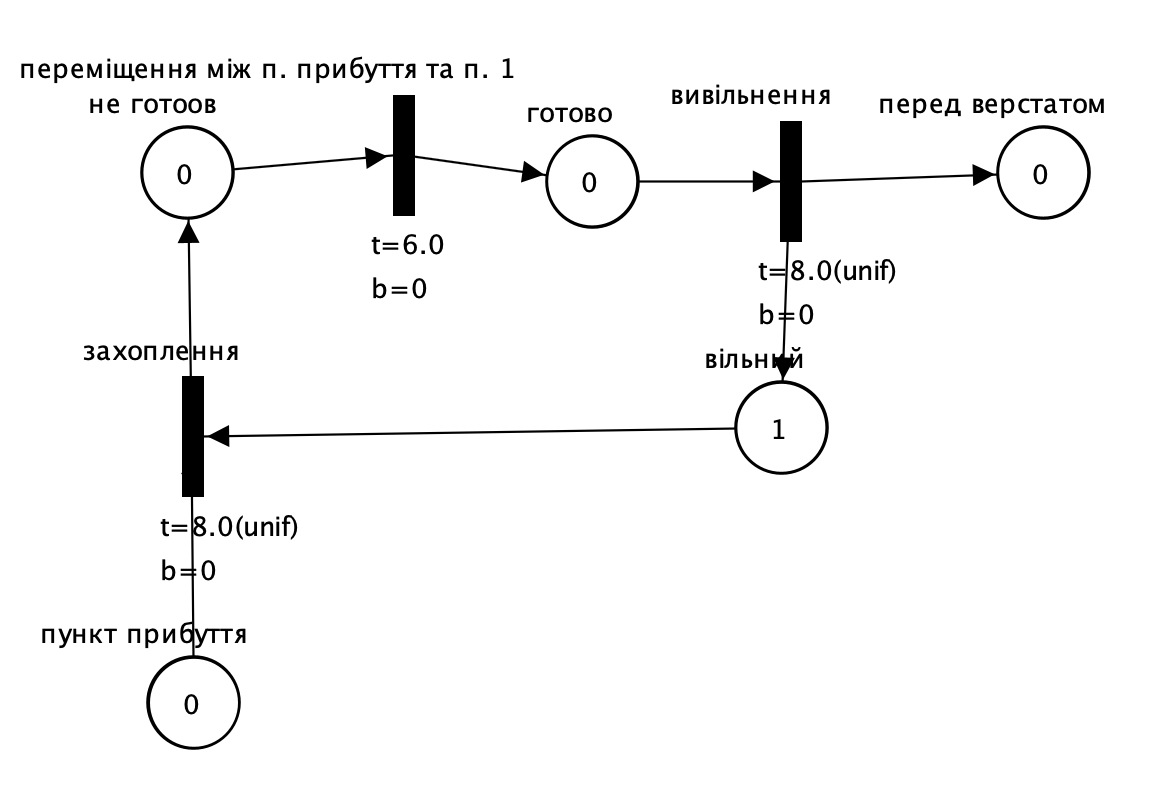 переміщення між п. прибуття та п. 1
не готоов
готово
вивільнення
перед верстатом
0
0
0
t=6.0
b=0
t=8.0(unif)
b=0
захоплення
вільний
1
t=8.0(unif)
b=0
пункт прибуття
0